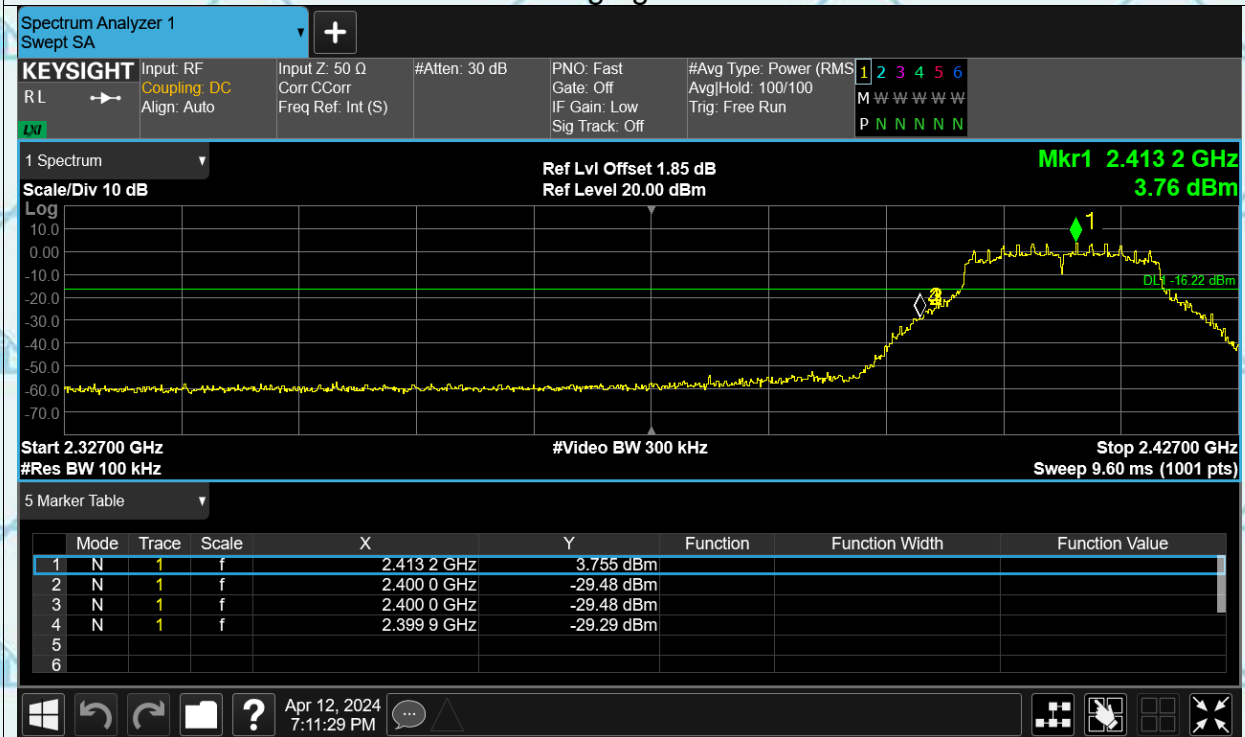 Spectrum Analyzer 1
Swept SA
+
KEYSIGHT
RL
LXI
Input: RF
Coupling: DC
Align: Auto
Input Z: 50 Ω
Corr CCorr
Freq Ref: Int (S)
#Atten: 30 dB
PNO: Fast
Gate: Off
IF Gain: Low
Sig Track: Off
#Avg Type: Power (RMS
Avg|Hold: 100/100
Trig: Free Run
1 2 3 4 5 6
M W W W W W
P N N N N N
1 Spectrum
Scale/Div 10 dB
Ref Lvl Offset 1.85 dB
Ref Level 20.00 dBm
Mkr1 2.413 2 GHz
3.76 dBm
Log
10.0
0.00
-10.0
-20.0
-30.0
-40.0
-50.0
-60.0
-70.0
1
DL1 -16.22 dBm
Start 2.32700 GHz
#Res BW 100 kHz
#Video BW 300 kHz
Stop 2.42700 GHz
Sweep 9.60 ms (1001 pts)
5 Marker Table
Mode Trace Scale X Y Function Function Width Function Value
1 N 1 f 2.413 2 GHz 3.755 dBm
2 N 1 f 2.400 0 GHz -29.48 dBm
3 N 1 f 2.400 0 GHz -29.48 dBm
4 N 1 f 2.399 9 GHz -29.29 dBm
5
6
?
Apr 12, 2024
7:11:29 PM